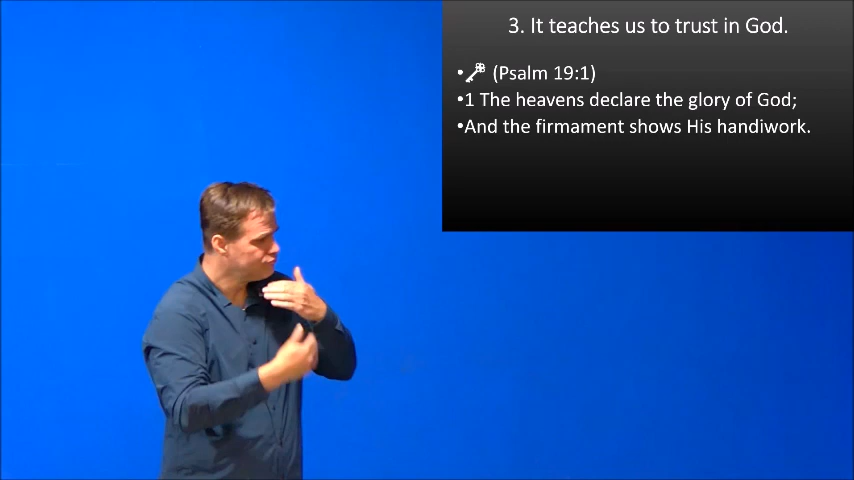 3. It teaches us to trust in God.
• (Psalm 19:1)
•1 The heavens declare the glory of God;
•And the firmament shows His handiwork.